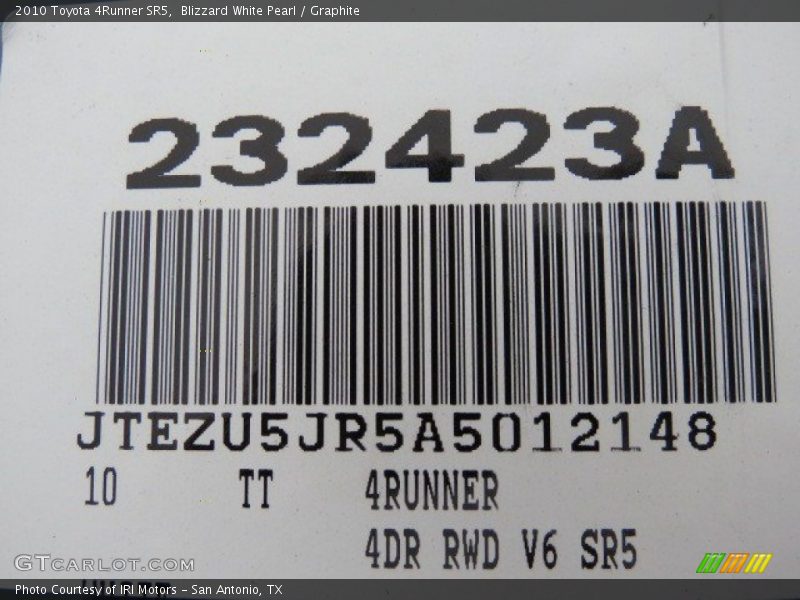 2010 Toyota 4Runner SR5, Blizzard White Pearl / Graphite
232423A
JTEZU5JR5A5012148
10 TT 4RUNNER
4DR RWD V6 SR5
GTCARLOT.COM
Photo Courtesy of IRI Motors - San Antonio, TX